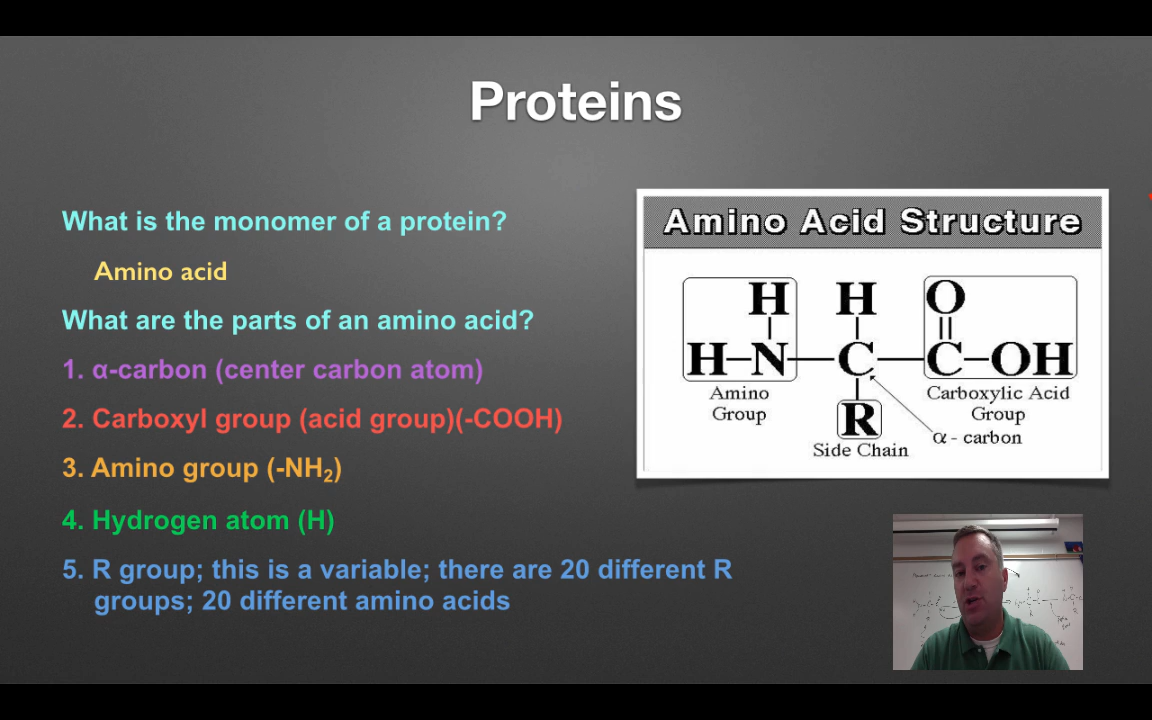 Proteins
What is the monomer of a protein?
Amino acid
What are the parts of an amino acid?
1. α-carbon (center carbon atom)
2. Carboxyl group (acid group)(-COOH)
3. Amino group (-NH₂)
4. Hydrogen atom (H)
5. R group; this is a variable; there are 20 different R
groups; 20 different amino acids
Amino Acid Structure
H H O
H–N–C–C–OH
Amino
Group
R
Side Chain
Carboxylic Acid
Group
α - carbon